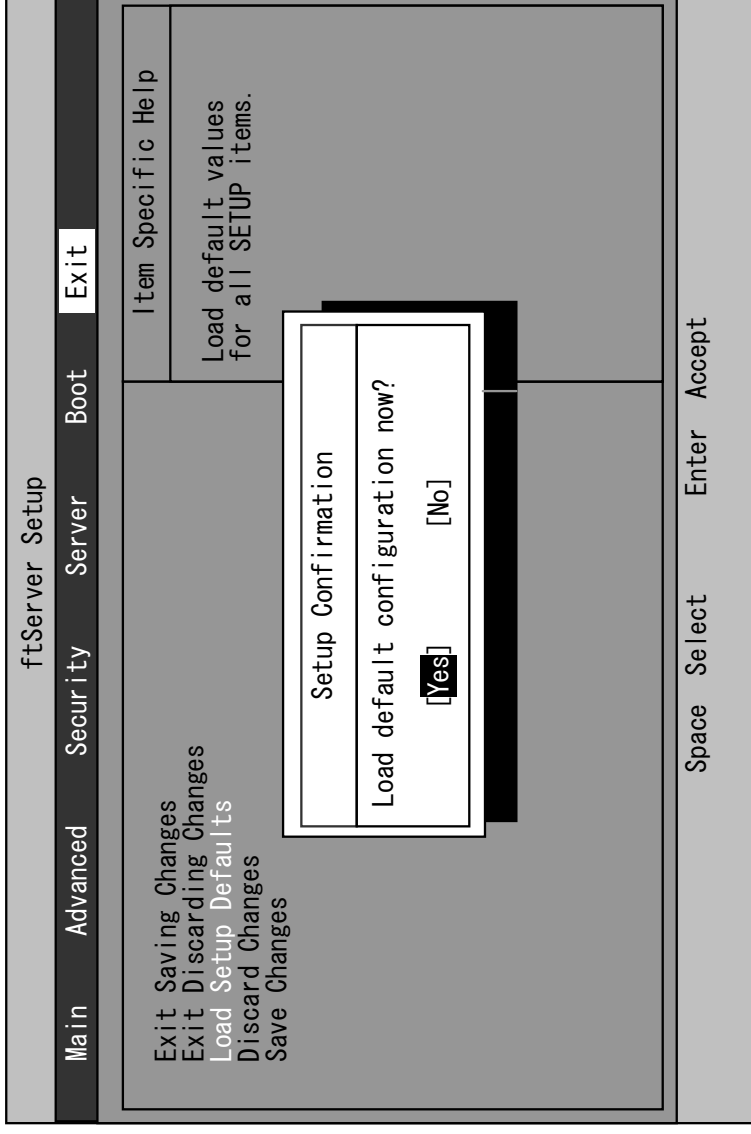 ftServer Setup
Main Advanced Security Server Boot Exit
Exit Saving Changes
Exit Discarding Changes
Load Setup Defaults
Discard Changes
Save Changes
Item Specific Help
Load default values
for all SETUP items.
Setup Confirmation
Load default configuration now?
[Yes] [No]
Space Select Enter Accept